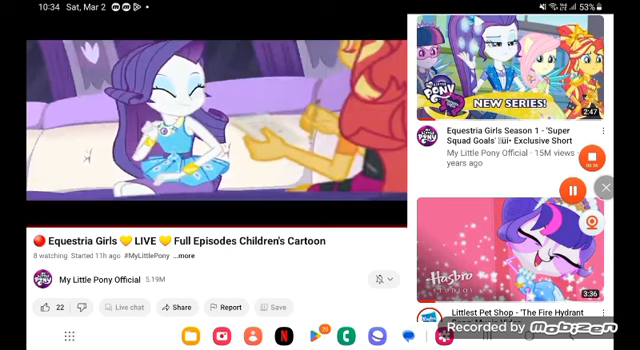 10:34 Sat, Mar 2
53%
NEW SERIES!
2:47
Equestria Girls Season 1 - 'Super
Squad Goals'
Exclusive Short
My Little Pony Official · 15M views ·
years ago
Hasbro
STUDIOS
3:36
Littlest Pet Shop - 'The Fire Hydrant
🔴 Equestria Girls 💛 LIVE 💛 Full Episodes Children's Cartoon
8 watching Started 11h ago #MyLittlePony ...more
My Little Pony Official 5.19M
22
Live chat
Share
Report
Save
Recorded by mobizen